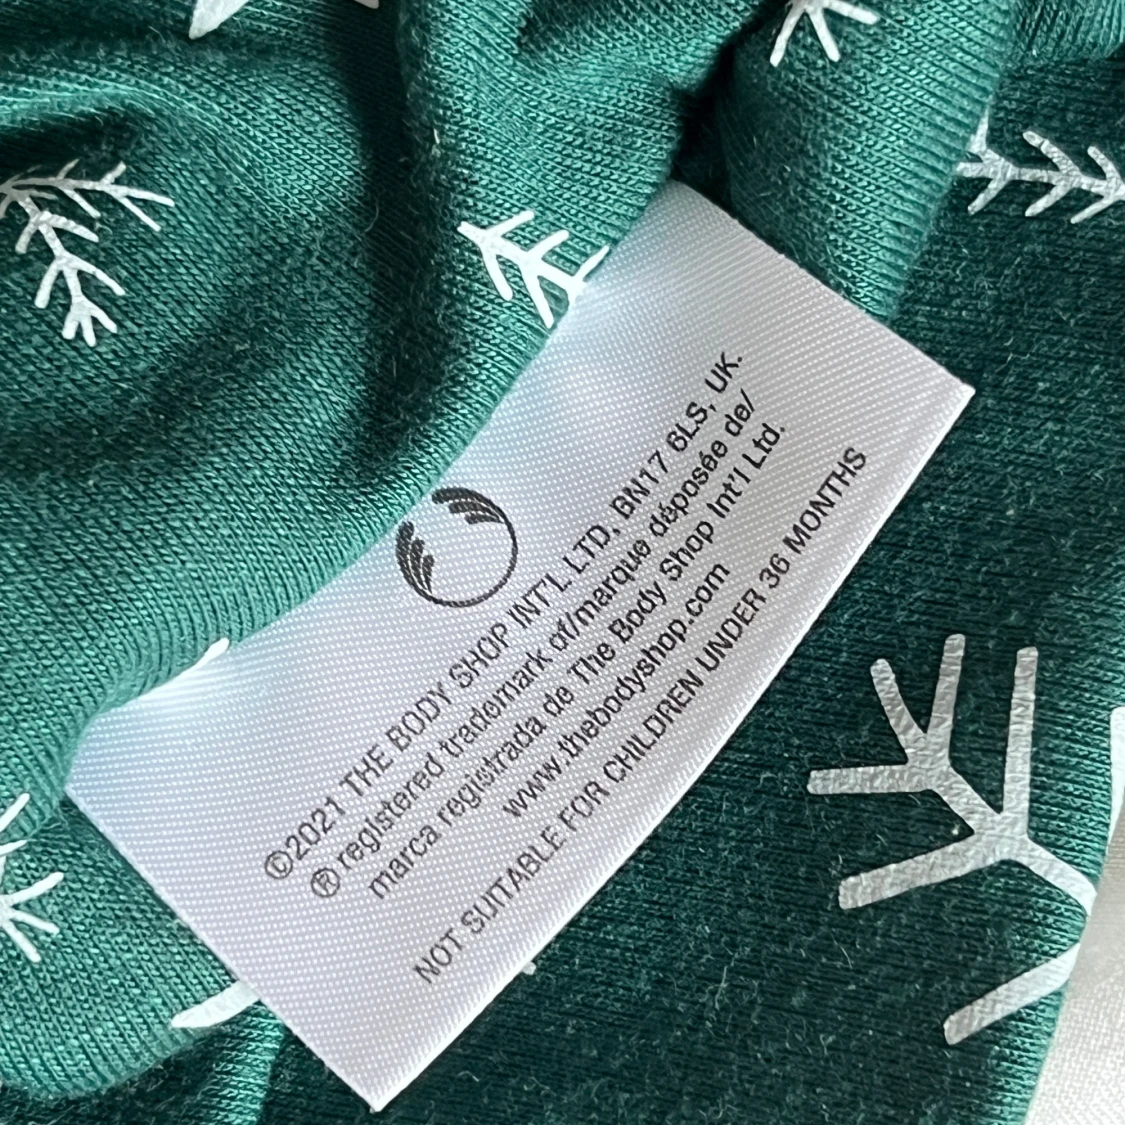 ©2021 THE BODY SHOP INT'L LTD, BN17 6LS, UK.
® registered trademark of/marque déposée de/
marca registrada de The Body Shop Int'l Ltd.
www.thebodyshop.com
NOT SUITABLE FOR CHILDREN UNDER 36 MONTHS